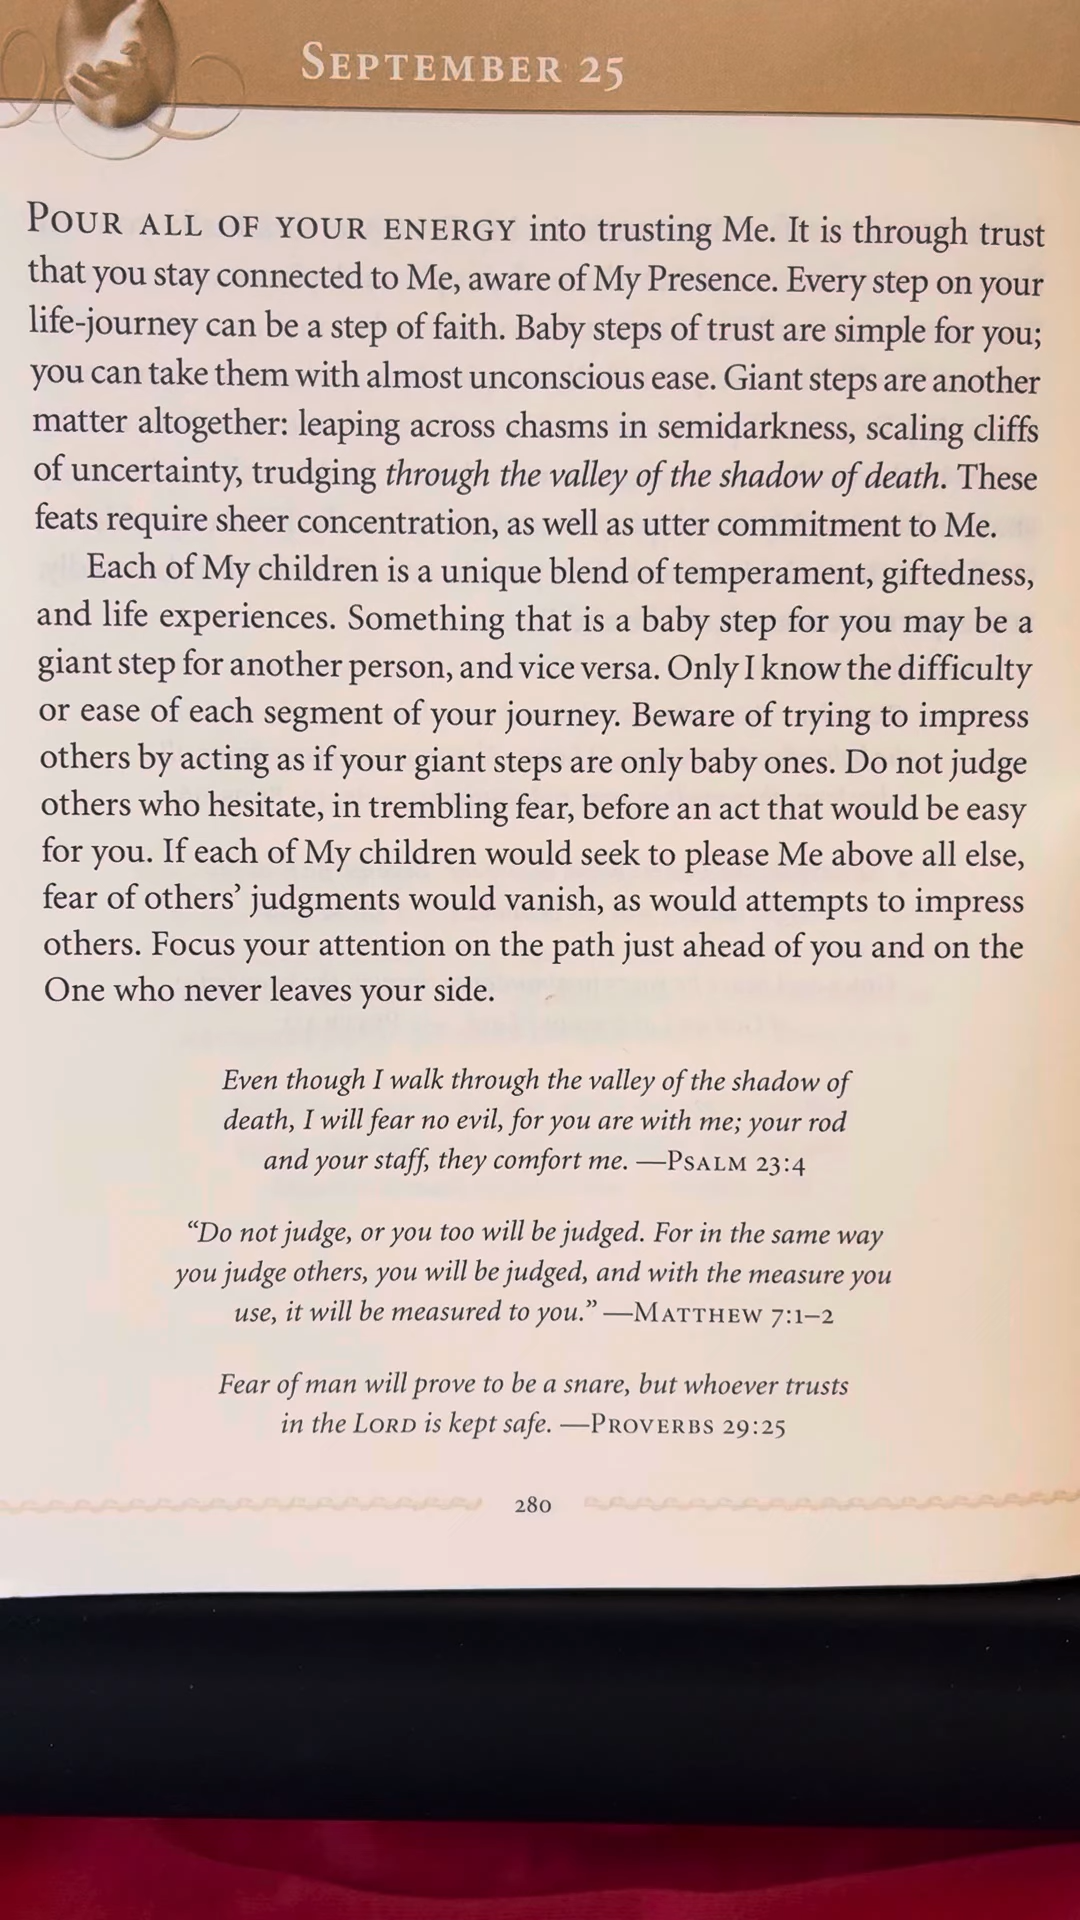 SEPTEMBER 25
POUR ALL OF YOUR ENERGY into trusting Me. It is through trust
that you stay connected to Me, aware of My Presence. Every step on your
life-journey can be a step of faith. Baby steps of trust are simple for you;
you can take them with almost unconscious ease. Giant steps are another
matter altogether: leaping across chasms in semidarkness, scaling cliffs
of uncertainty, trudging through the valley of the shadow of death. These
feats require sheer concentration, as well as utter commitment to Me.
Each of My children is a unique blend of temperament, giftedness,
and life experiences. Something that is a baby step for you may be a
giant step for another person, and vice versa. Only I know the difficulty
or ease of each segment of your journey. Beware of trying to impress
others by acting as if your giant steps are only baby ones. Do not judge
others who hesitate, in trembling fear, before an act that would be easy
for you. If each of My children would seek to please Me above all else,
fear of others’ judgments would vanish, as would attempts to impress
others. Focus your attention on the path just ahead of you and on the
One who never leaves your side.
Even though I walk through the valley of the shadow of
death, I will fear no evil, for you are with me; your rod
and your staff, they comfort me. —PSALM 23:4
“Do not judge, or you too will be judged. For in the same way
you judge others, you will be judged, and with the measure you
use, it will be measured to you.” —MATTHEW 7:1–2
Fear of man will prove to be a snare, but whoever trusts
in the LORD is kept safe. —PROVERBS 29:25
280